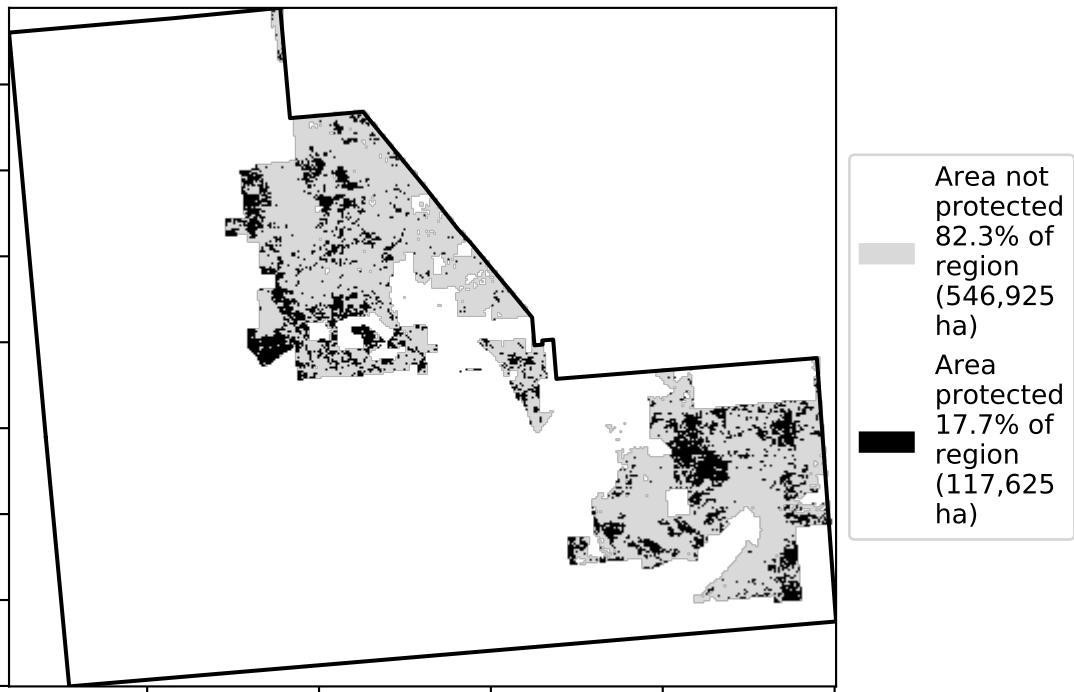 Area not
protected
82.3% of
region
(546,925
ha)
Area
protected
17.7% of
region
(117,625
ha)